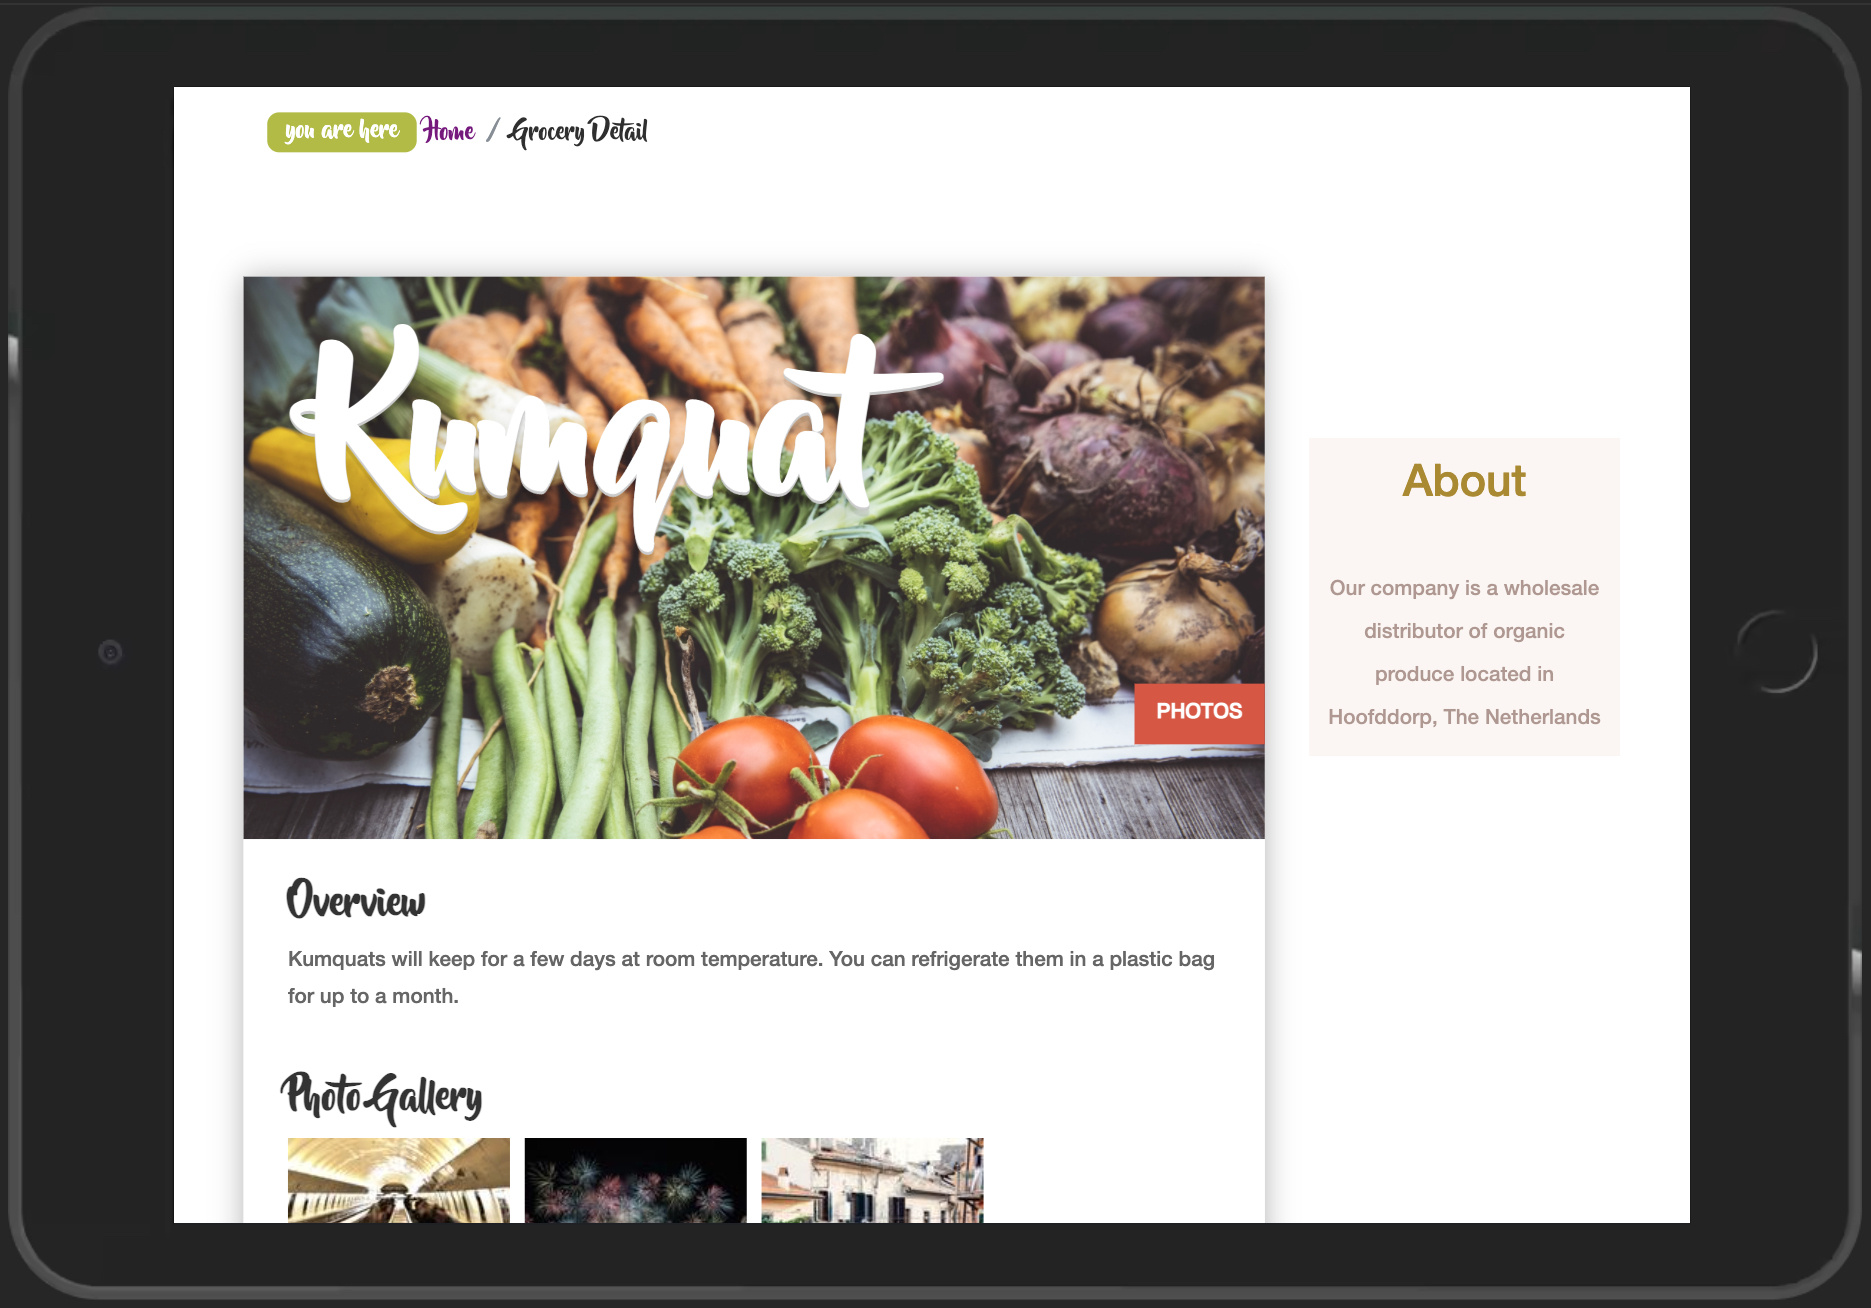 you are here Home / Grocery Detail
Kumquat
PHOTOS
About
Our company is a wholesale
distributor of organic
produce located in
Hoofddorp, The Netherlands
Overview
Kumquats will keep for a few days at room temperature. You can refrigerate them in a plastic bag
for up to a month.
Photo Gallery